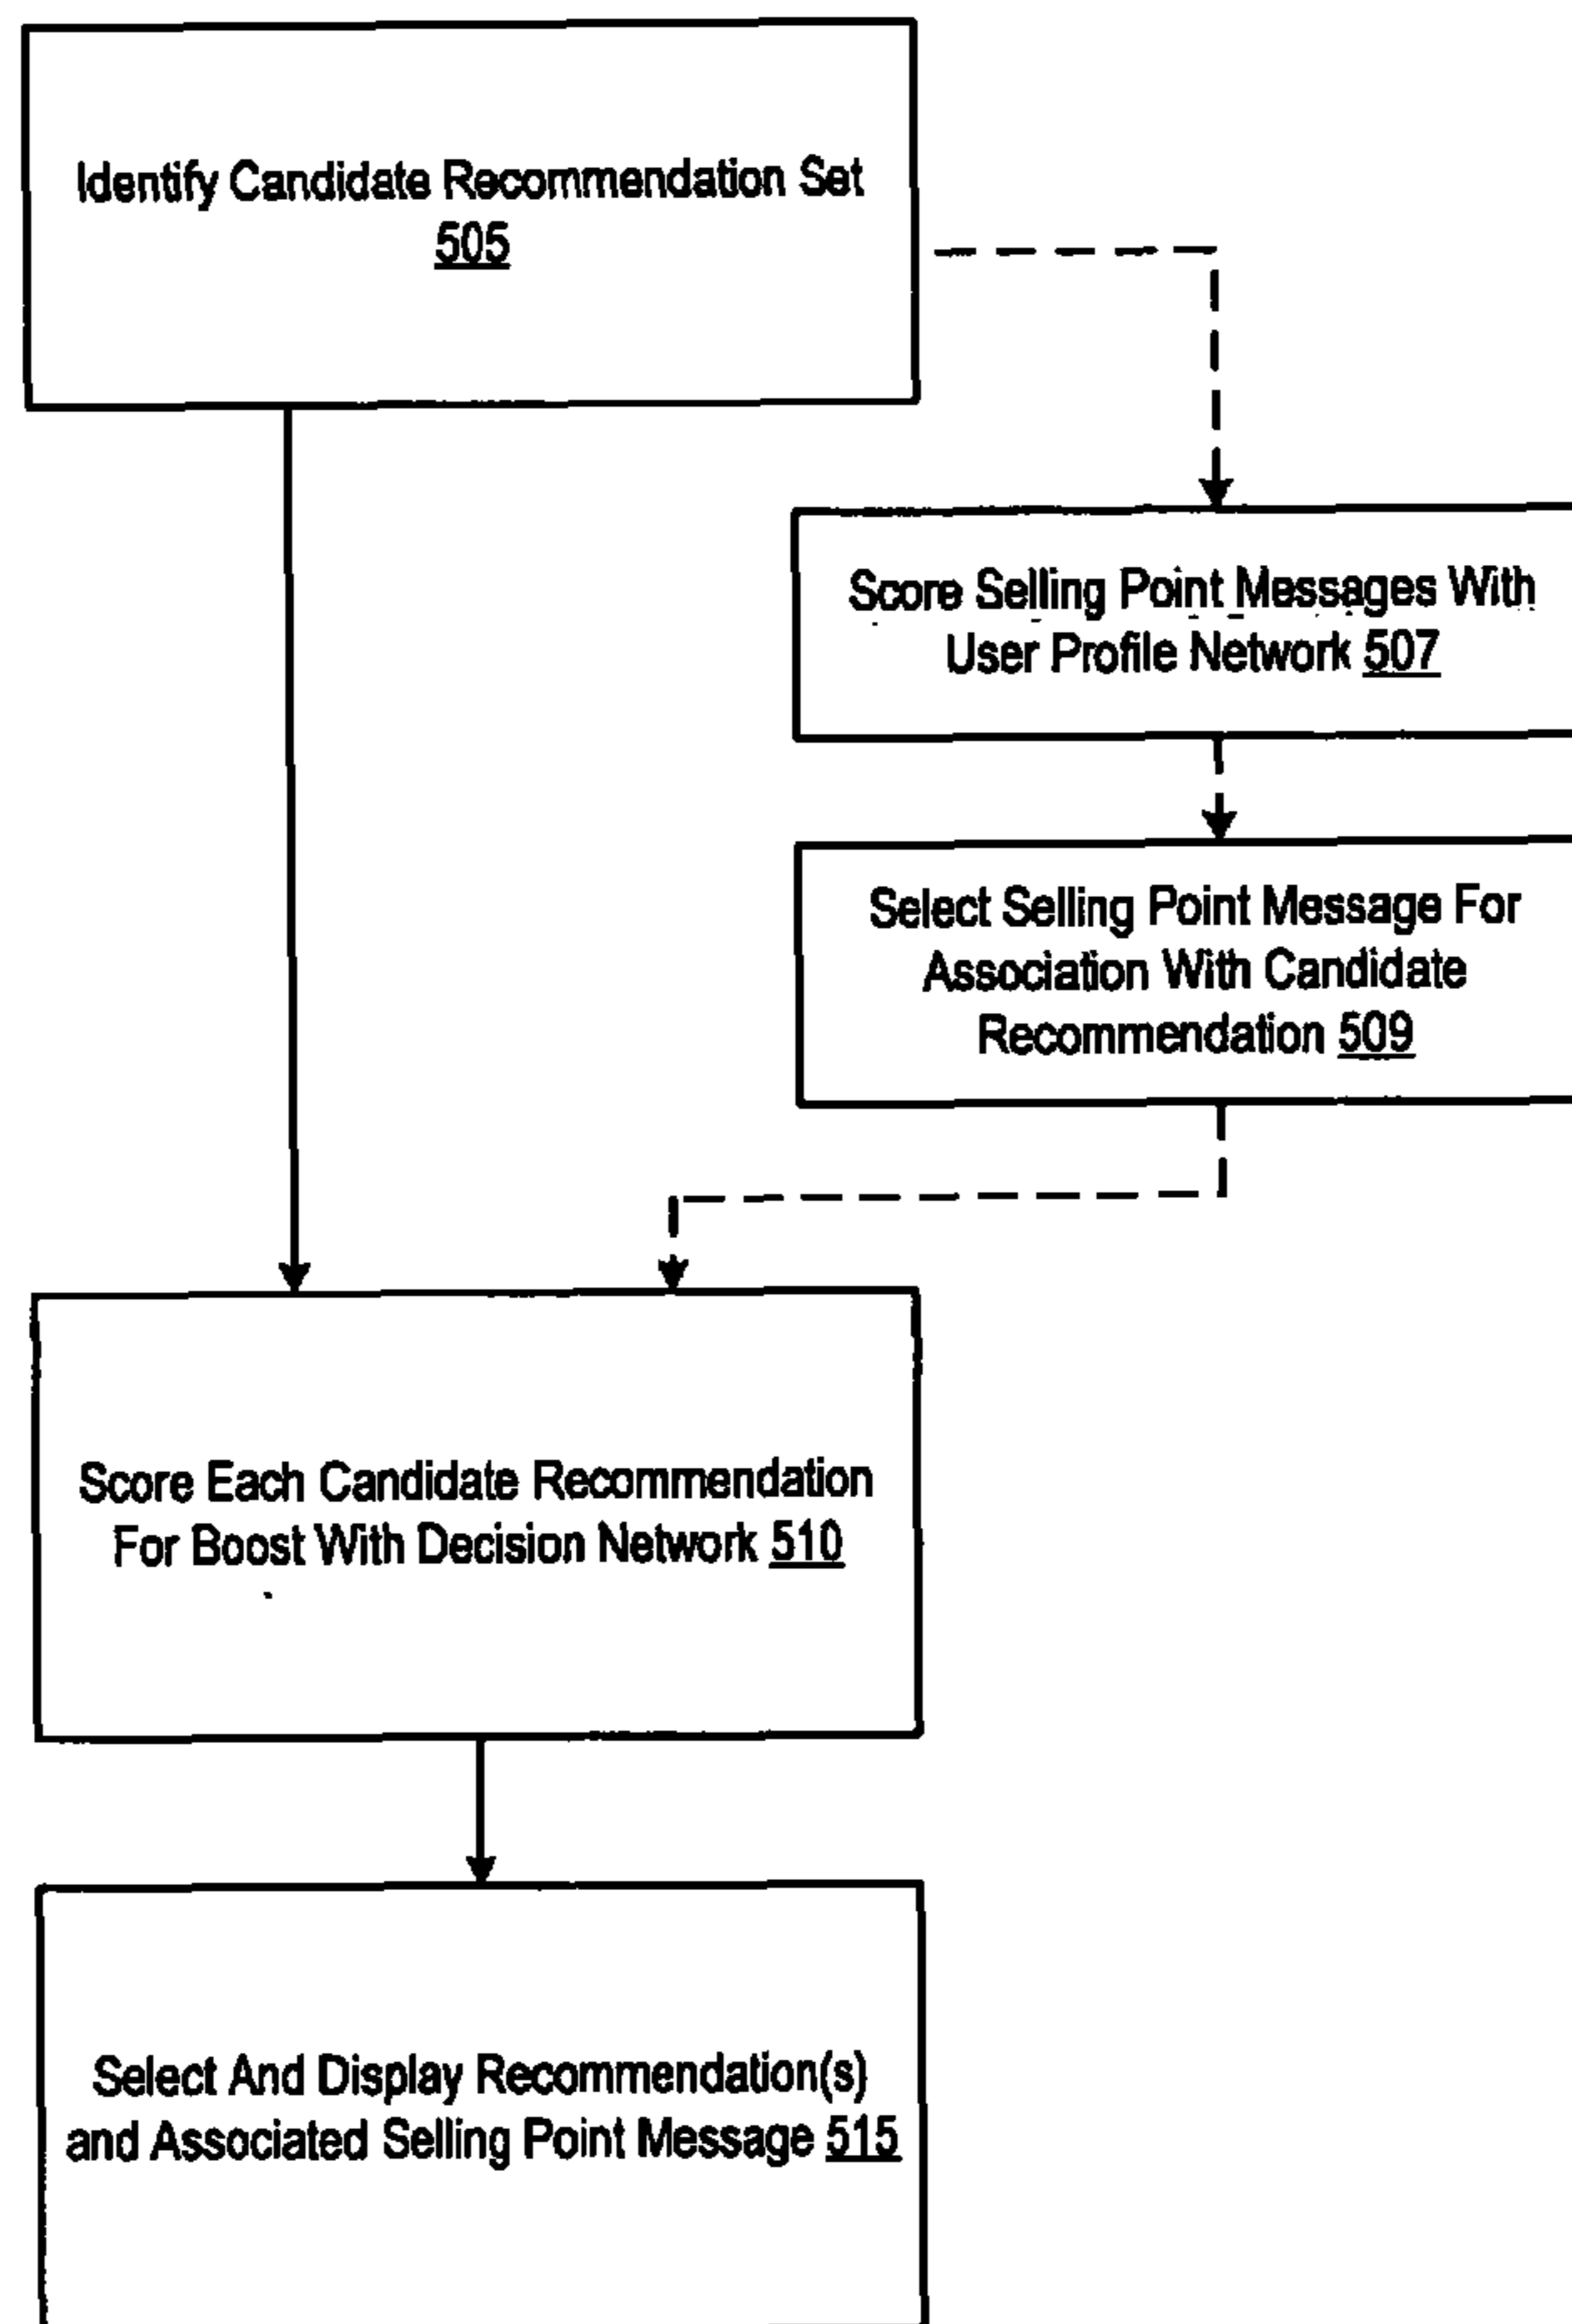 Identify Candidate Recommendation Set
505
Score Selling Point Messages With
User Profile Network 507
Select Selling Point Message For
Association With Candidate
Recommendation 509
Score Each Candidate Recommendation
For Boost With Decision Network 510
Select And Display Recommendation(s)
and Associated Selling Point Message 515